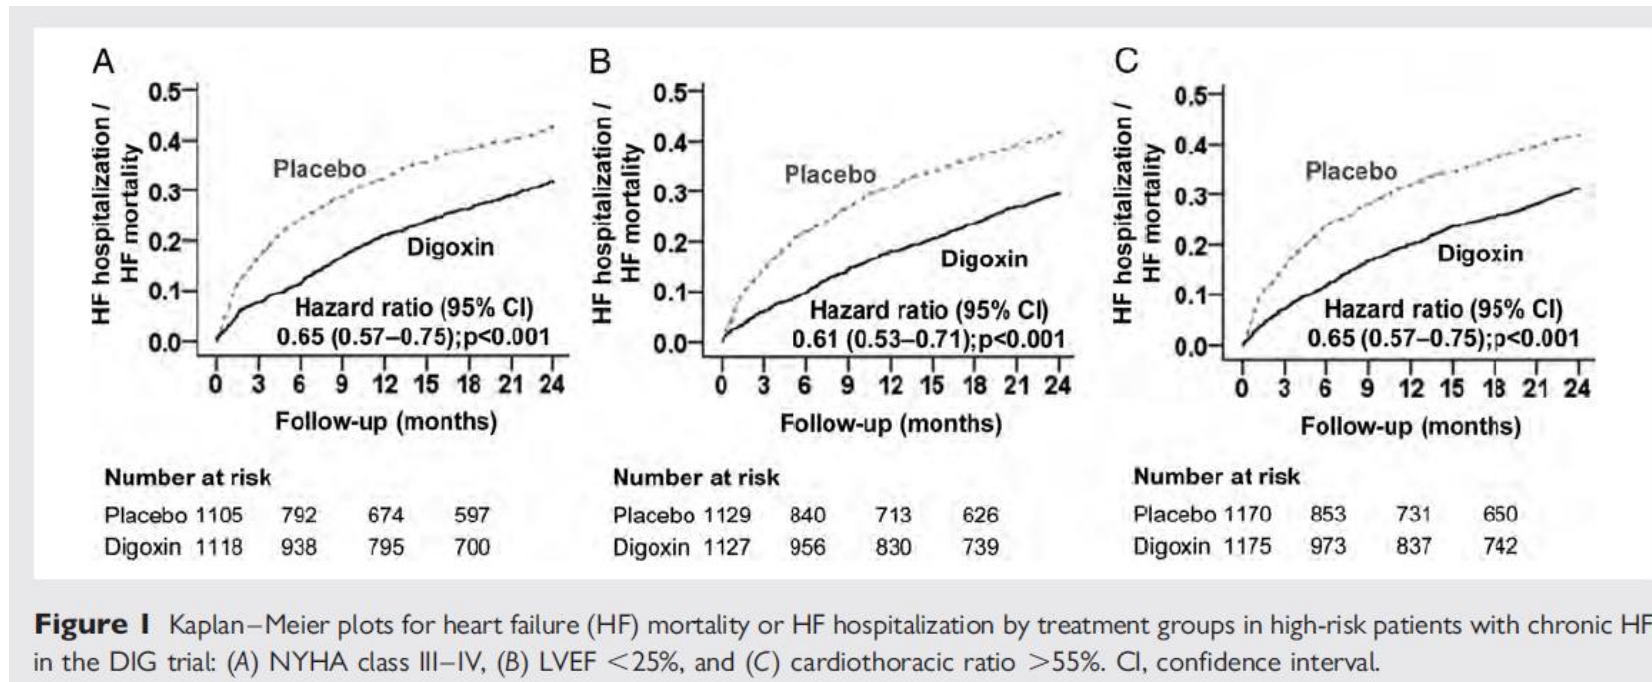 A
HF hospitalization /
HF mortality
0.5
0.4
0.3
0.2
0.1
0.0
Placebo
Digoxin
Hazard ratio (95% CI)
0.65 (0.57–0.75);p<0.001
0 3 6 9 12 15 18 21 24
Follow-up (months)
Number at risk
Placebo 1105 792 674 597
Digoxin 1118 938 795 700
B
HF hospitalization /
HF mortality
0.5
0.4
0.3
0.2
0.1
0.0
Placebo
Digoxin
Hazard ratio (95% CI)
0.61 (0.53–0.71);p<0.001
0 3 6 9 12 15 18 21 24
Follow-up (months)
Number at risk
Placebo 1129 840 713 626
Digoxin 1127 956 830 739
C
HF hospitalization /
HF mortality
0.5
0.4
0.3
0.2
0.1
0.0
Placebo
Digoxin
Hazard ratio (95% CI)
0.65 (0.57–0.75);p<0.001
0 3 6 9 12 15 18 21 24
Follow-up (months)
Number at risk
Placebo 1170 853 731 650
Digoxin 1175 973 837 742
Figure 1 Kaplan–Meier plots for heart failure (HF) mortality or HF hospitalization by treatment groups in high-risk patients with chronic HF
in the DIG trial: (A) NYHA class III–IV, (B) LVEF <25%, and (C) cardiothoracic ratio >55%. CI, confidence interval.